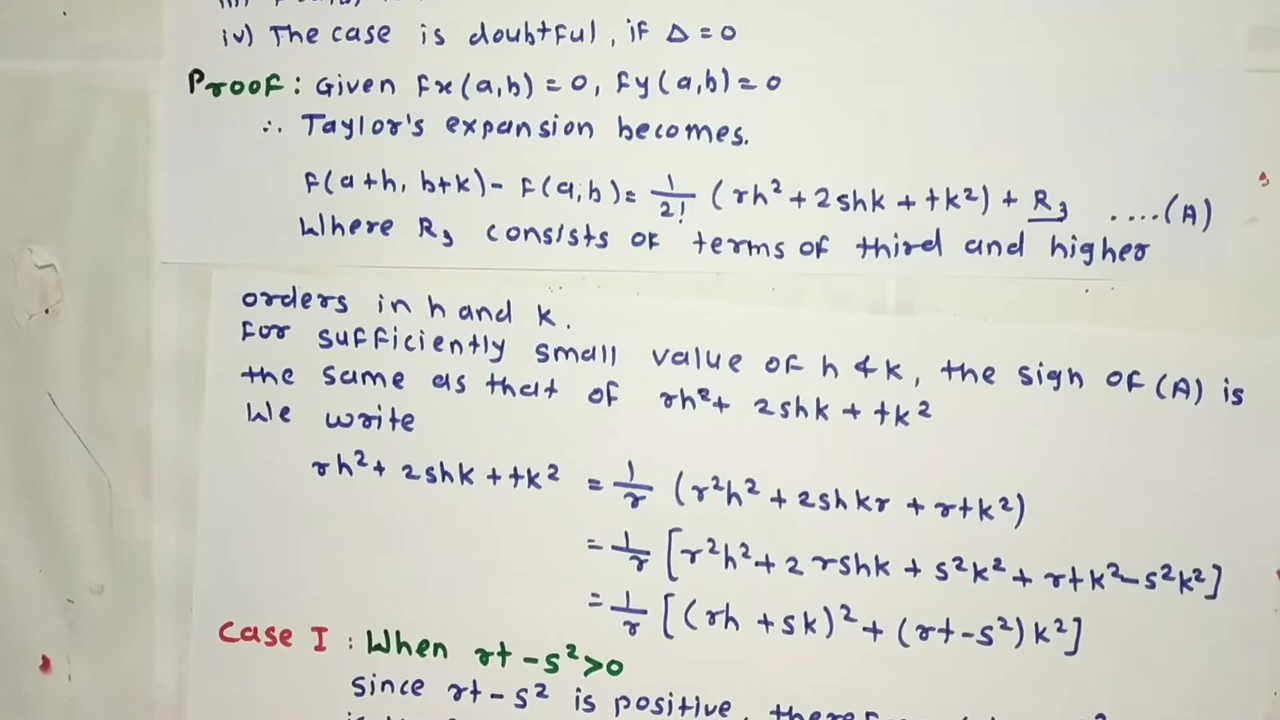 iv) The case is doubtful, if Δ = 0
Proof: Given fx(a,b) = 0, fy(a,b) = 0
∴ Taylor's expansion becomes.
f(a+h, b+k) - f(a,b) = 1/2! (rh² + 2shk + tk²) + R₃ ....(A)
Where R₃ consists of terms of third and higher
orders in h and k.
For sufficiently small value of h & k, the sign of (A) is
the same as that of rh² + 2shk + tk²
We write
rh² + 2shk + tk² = 1/r (r²h² + 2shkr + rtk²)
= 1/r [r²h² + 2rshk + s²k² + rtk² - s²k²]
= 1/r [(rh + sk)² + (rt - s²)k²]
Case I : When rt - s² > 0
Since rt - s² is positive,